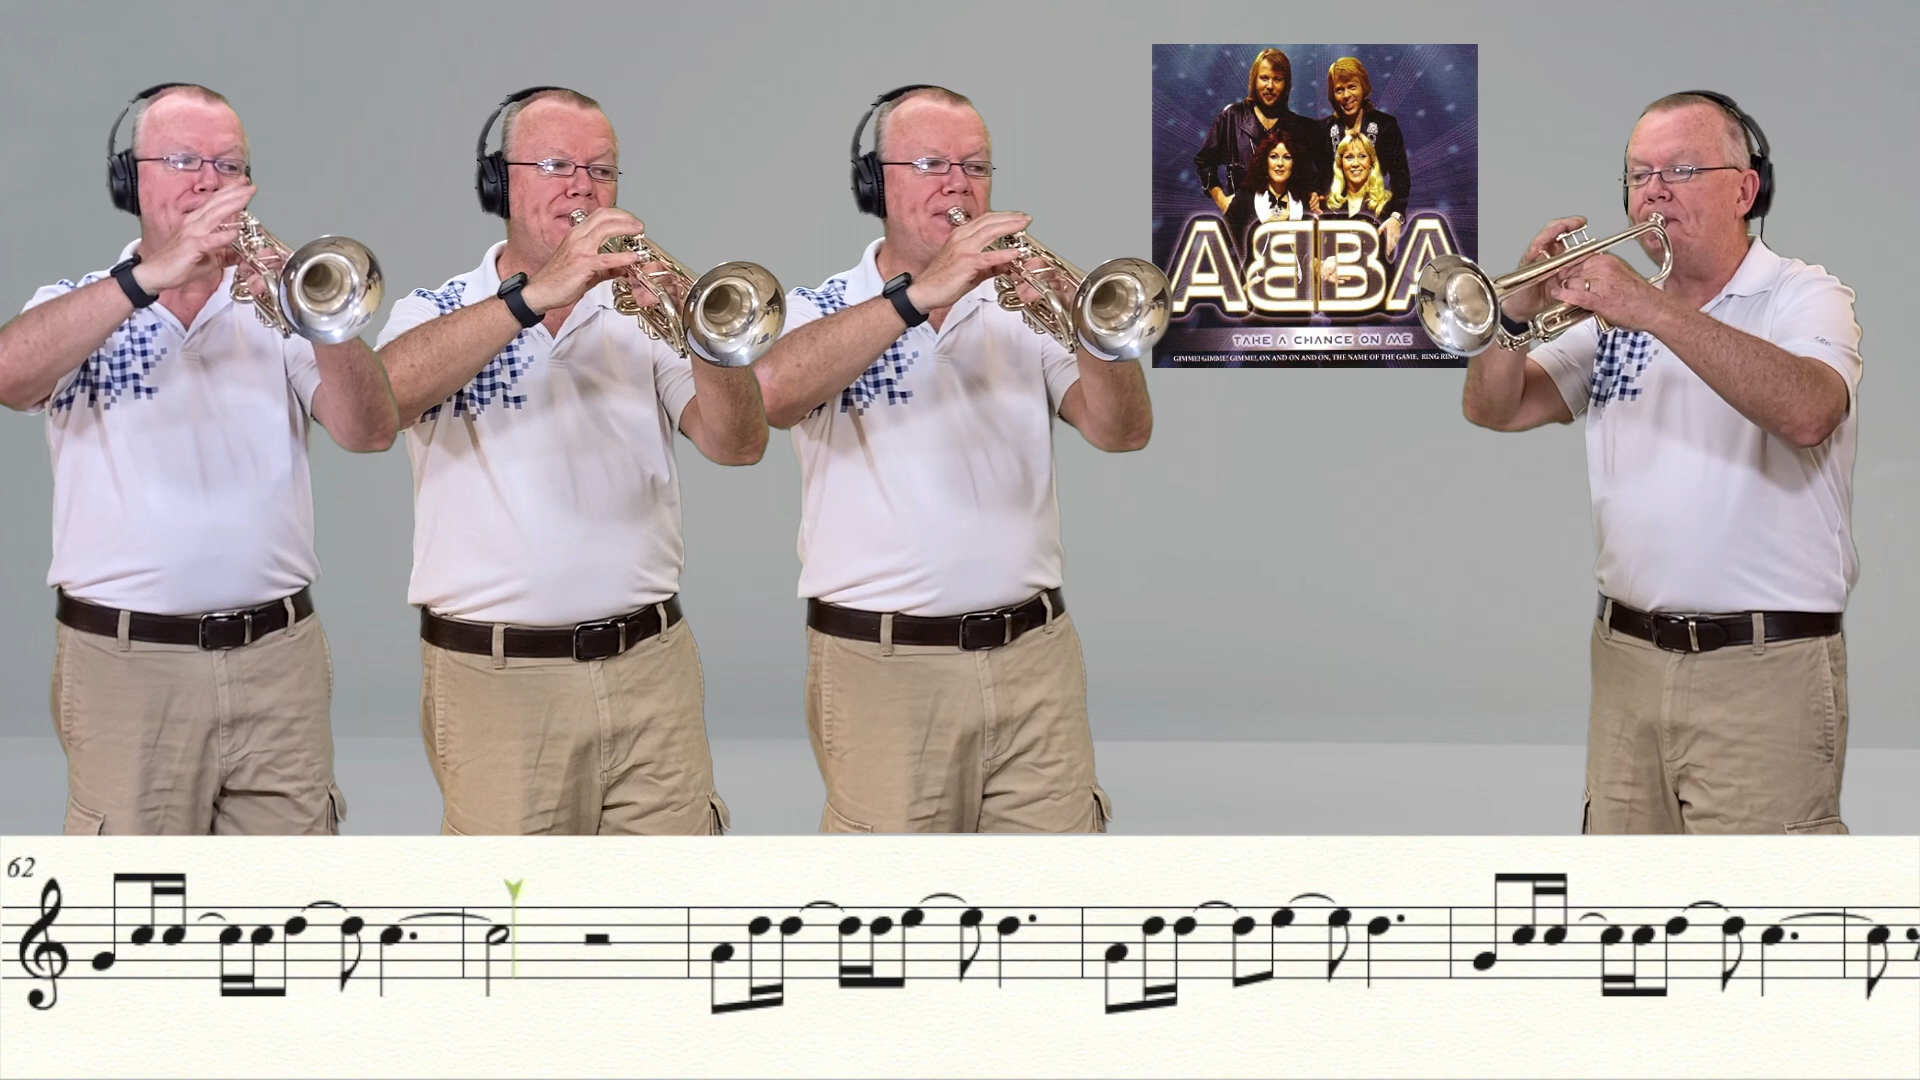 ABBA
TAKE A CHANCE ON ME
GIMME! GIMME! GIMME!, ON AND ON AND ON, THE NAME OF THE GAME, RING RING
62